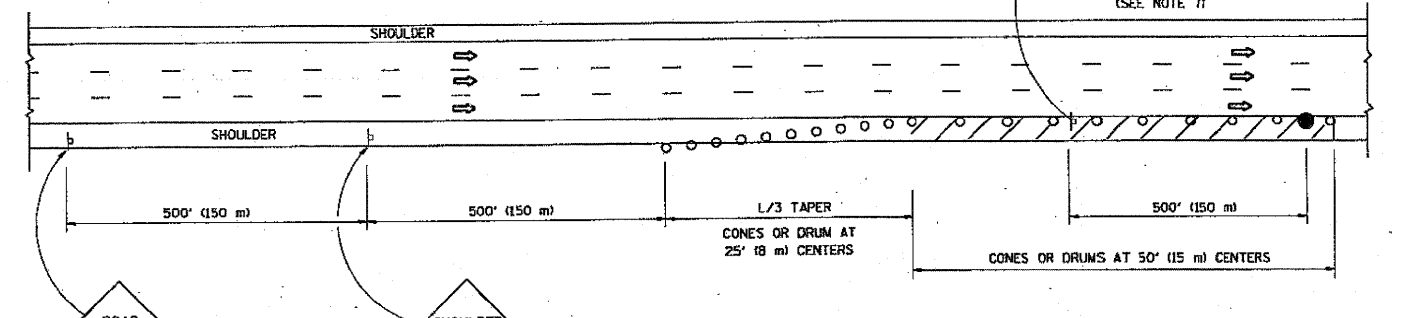 (SEE NOTE 7)
SHOULDER
SHOULDER
500' (150 m)
500' (150 m)
L/3 TAPER
CONES OR DRUM AT
25' (8 m) CENTERS
500' (150 m)
CONES OR DRUMS AT 50' (15 m) CENTERS